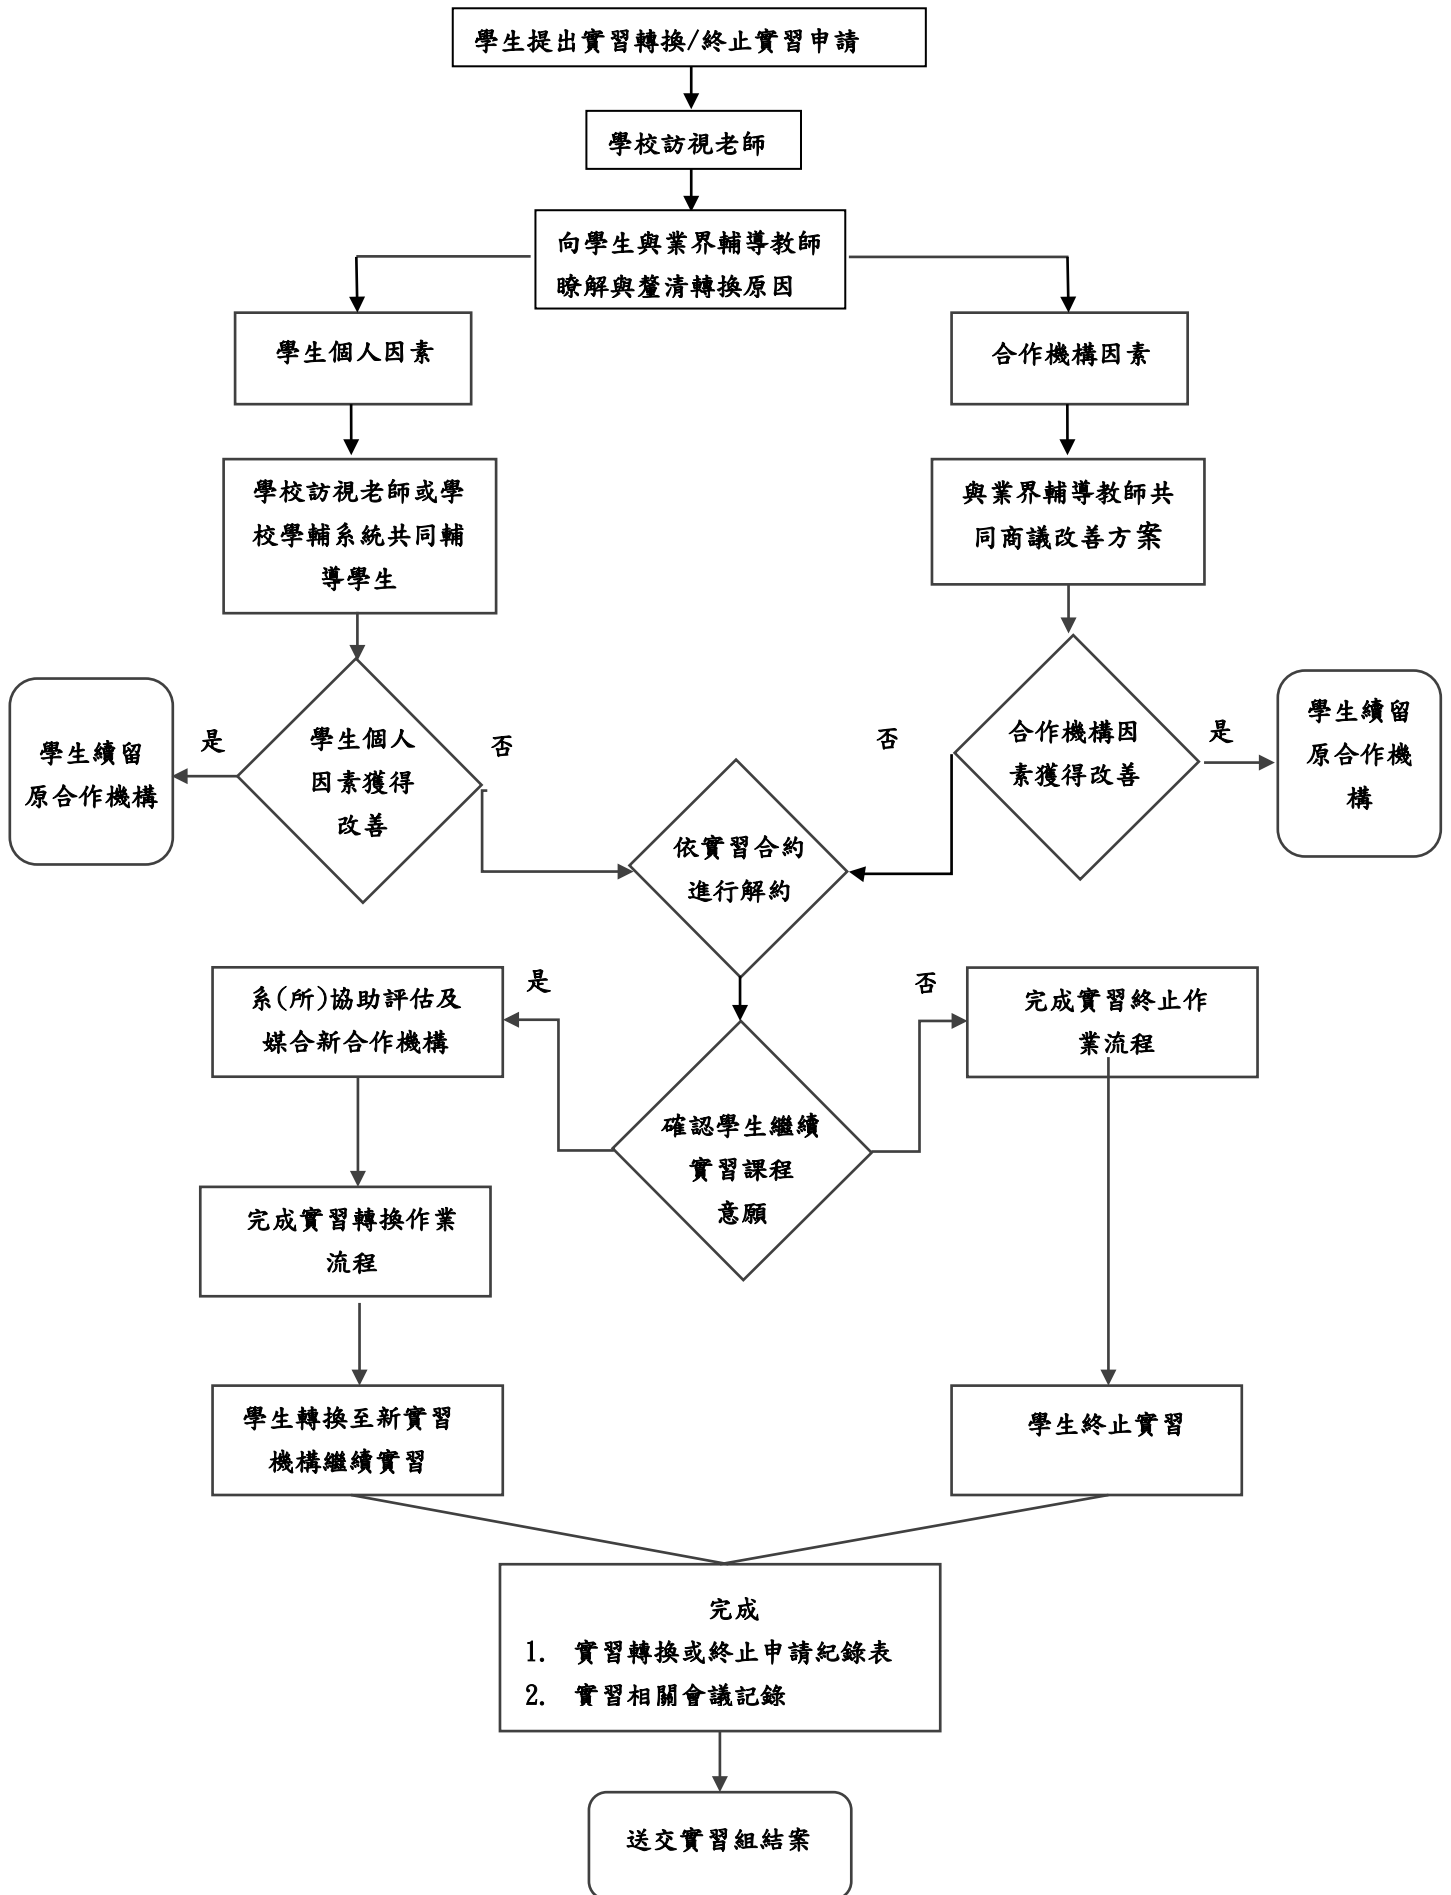 學生提出實習轉換/終止實習申請
學校訪視老師
向學生與業界輔導教師
瞭解與釐清轉換原因
學生個人因素
合作機構因素
學校訪視老師或學
校學輔系統共同輔
導學生
與業界輔導教師共
同商議改善方案
學生續留
原合作機構
是
學生個人
因素獲得
改善
否
否
合作機構因
素獲得改善
是
學生續留
原合作機
構
依實習合約
進行解約
系(所)協助評估及
媒合新合作機構
是
否
完成實習終止作
業流程
確認學生繼續
實習課程
意願
完成實習轉換作業
流程
學生轉換至新實習
機構繼續實習
學生終止實習
完成
1. 實習轉換或終止申請紀錄表
2. 實習相關會議記錄
送交實習組結案